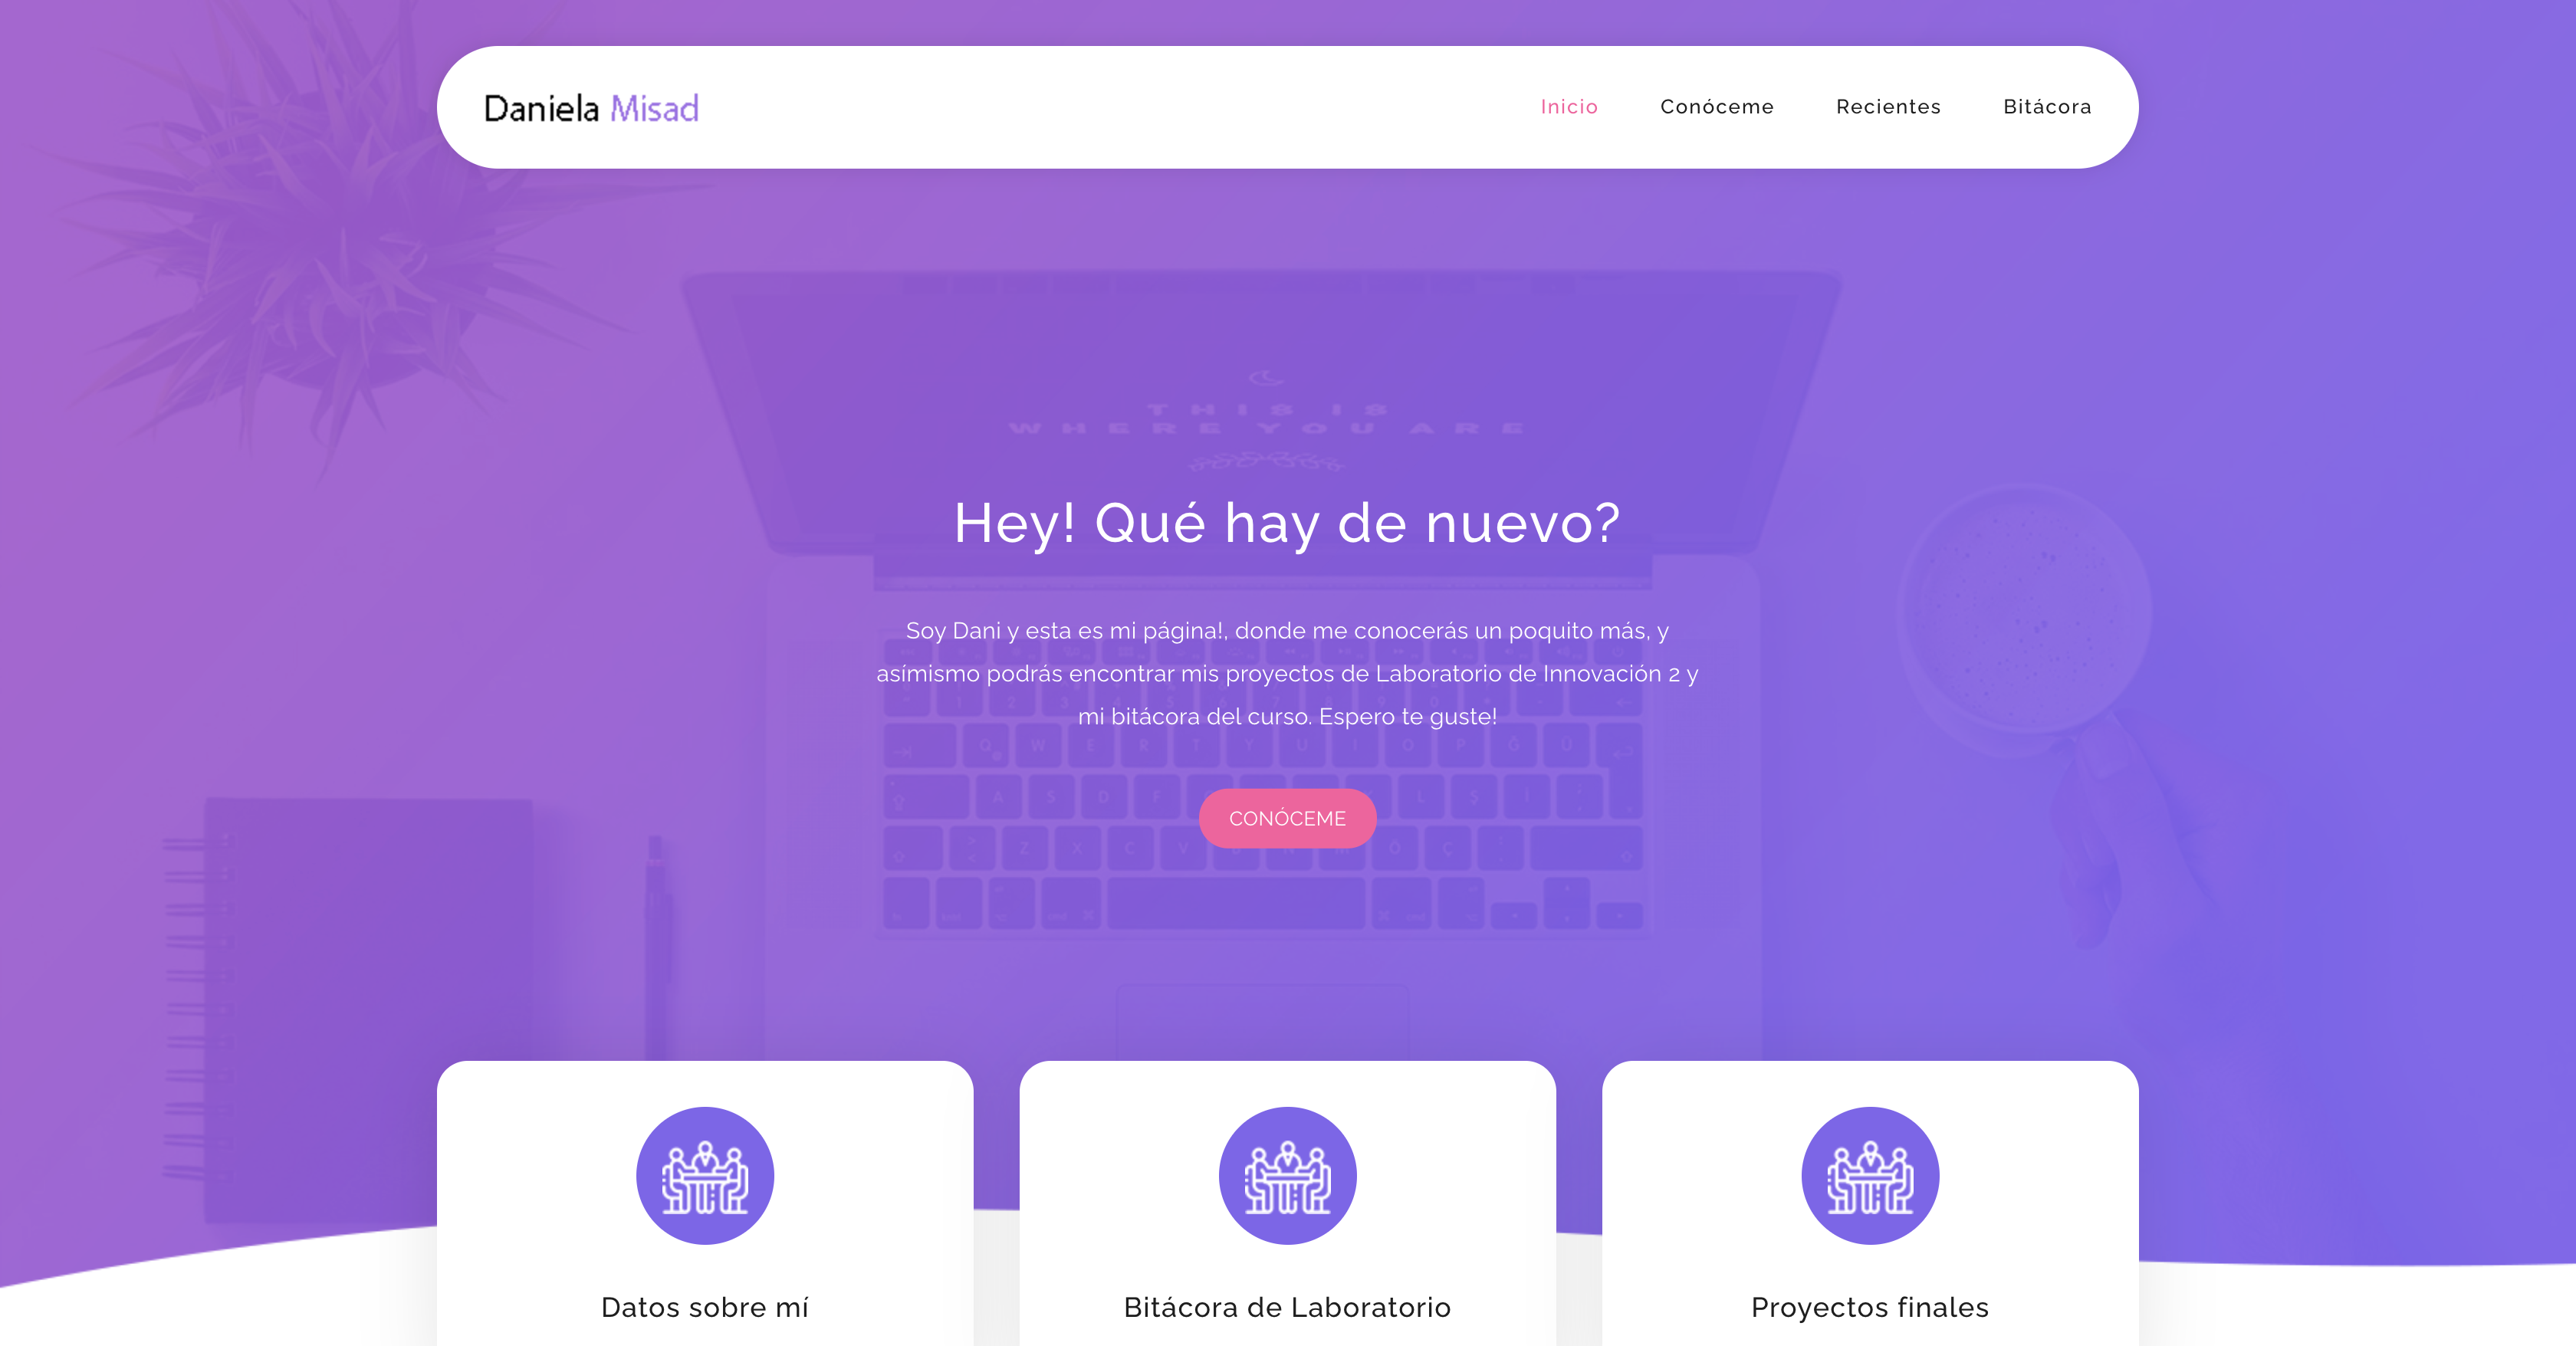 Daniela Misad
Inicio
Conóceme
Recientes
Bitácora
THIS IS
WHERE YOU ARE
Hey! Qué hay de nuevo?
Soy Dani y esta es mi página!, donde me conocerás un poquito más, y
asímismo podrás encontrar mis proyectos de Laboratorio de Innovación 2 y
mi bitácora del curso. Espero te guste!
CONÓCEME
Datos sobre mí
Bitácora de Laboratorio
Proyectos finales